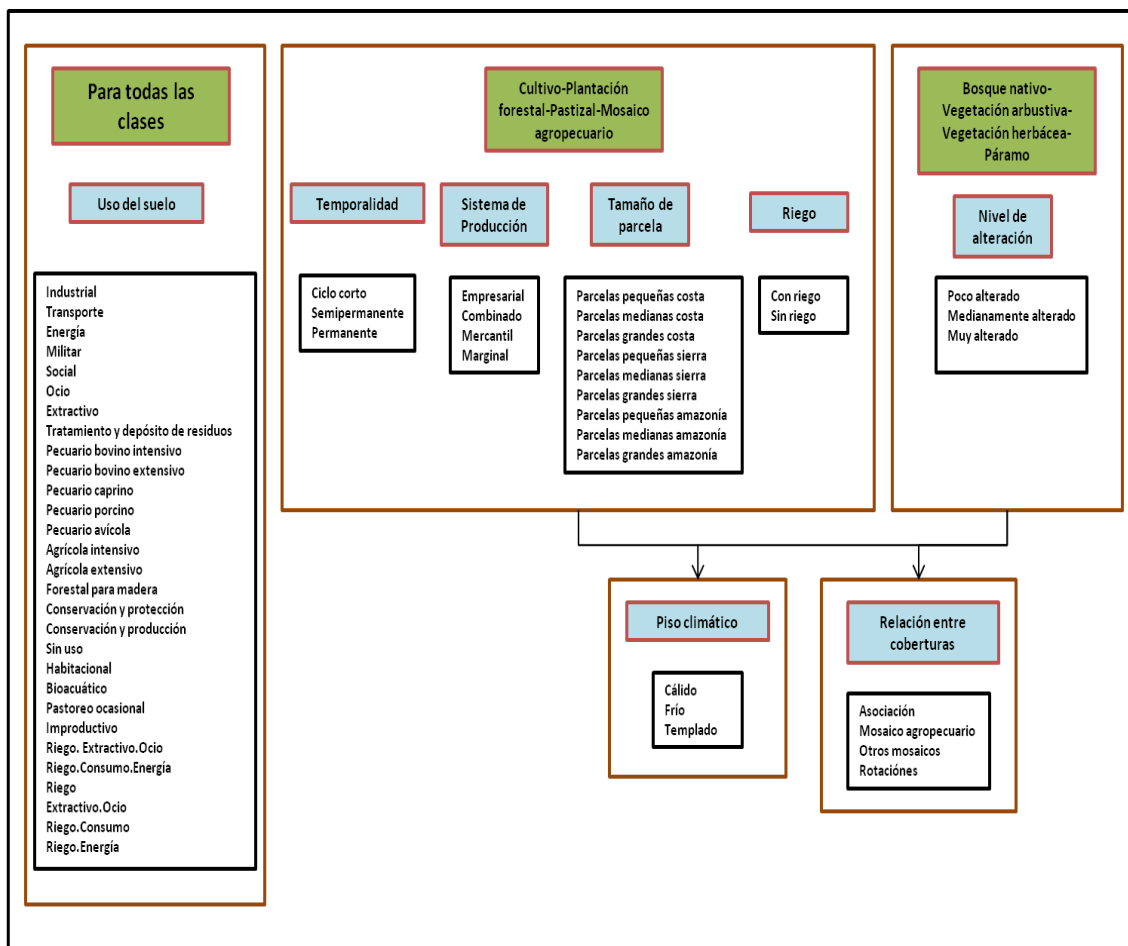 Para todas las
clases
Uso del suelo
Industrial
Transporte
Energía
Militar
Social
Ocio
Extractivo
Tratamiento y depósito de residuos
Pecuario bovino intensivo
Pecuario bovino extensivo
Pecuario caprino
Pecuario porcino
Pecuario avícola
Agrícola intensivo
Agrícola extensivo
Forestal para madera
Conservación y protección
Conservación y producción
Sin uso
Habitacional
Bioacuático
Pastoreo ocasional
Improductivo
Riego. Extractivo.Ocio
Riego.Consumo.Energía
Riego
Extractivo.Ocio
Riego.Consumo
Riego.Energía
Cultivo-Plantación
forestal-Pastizal-Mosaico
agropecuario
Temporalidad
Ciclo corto
Semipermanente
Permanente
Sistema de
Producción
Empresarial
Combinado
Mercantil
Marginal
Tamaño de
parcela
Parcelas pequeñas costa
Parcelas medianas costa
Parcelas grandes costa
Parcelas pequeñas sierra
Parcelas medianas sierra
Parcelas grandes sierra
Parcelas pequeñas amazonía
Parcelas medianas amazonía
Parcelas grandes amazonía
Riego
Con riego
Sin riego
Bosque nativo-
Vegetación arbustiva-
Vegetación herbácea-
Páramo
Nivel de
alteración
Poco alterado
Medianamente alterado
Muy alterado
Piso climático
Cálido
Frío
Templado
Relación entre
coberturas
Asociación
Mosaico agropecuario
Otros mosaicos
Rotaciónes